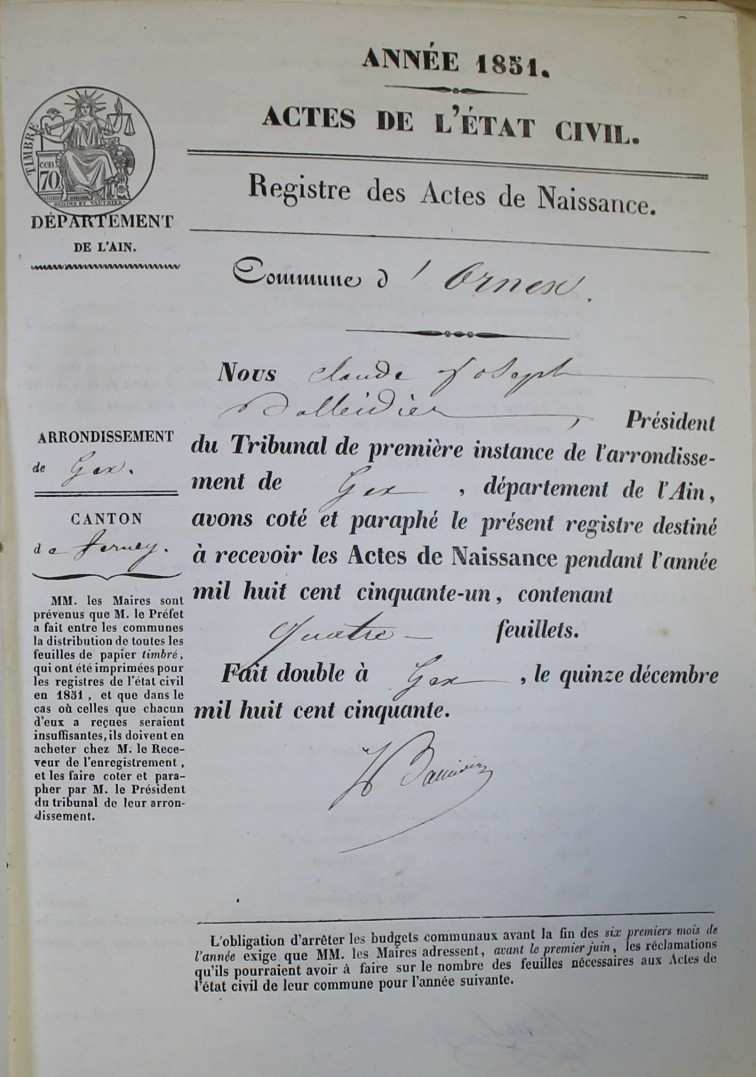 ANNÉE 1851.
ACTES DE L'ÉTAT CIVIL.
Registre des Actes de Naissance.
TIMBRE
COD.
70
DÉPARTEMENT
DE L'AIN.
Commune d'Ornex.
Nous Claude Joseph
Balleidier, Président
du Tribunal de première instance de l'arrondisse-
ment de Gex, département de l'Ain,
avons coté et paraphé le présent registre destiné
à recevoir les Actes de Naissance pendant l'année
mil huit cent cinquante-un, contenant
quatre feuillets.
Fait double à Gex, le quinze décembre
mil huit cent cinquante.
ARRONDISSEMENT
de Gex.
CANTON
de Ferney.
MM. les Maires sont
prévenus que M. le Préfet
a fait entre les communes
la distribution de toutes les
feuilles de papier timbré,
qui ont été imprimées pour
les registres de l'état civil
en 1851, et que dans le
cas où celles que chacun
d'eux a reçues seraient
insuffisantes, ils doivent en
acheter chez M. le Rece-
veur de l'enregistrement,
et les faire coter et para-
pher par M. le Président
du tribunal de leur arron-
dissement.
L'obligation d'arrêter les budgets communaux avant la fin des six premiers mois de
l'année exige que MM. les Maires adressent, avant le premier juin, les réclamations
qu'ils pourraient avoir à faire sur le nombre des feuilles nécessaires aux Actes de
l'état civil de leur commune pour l'année suivante.